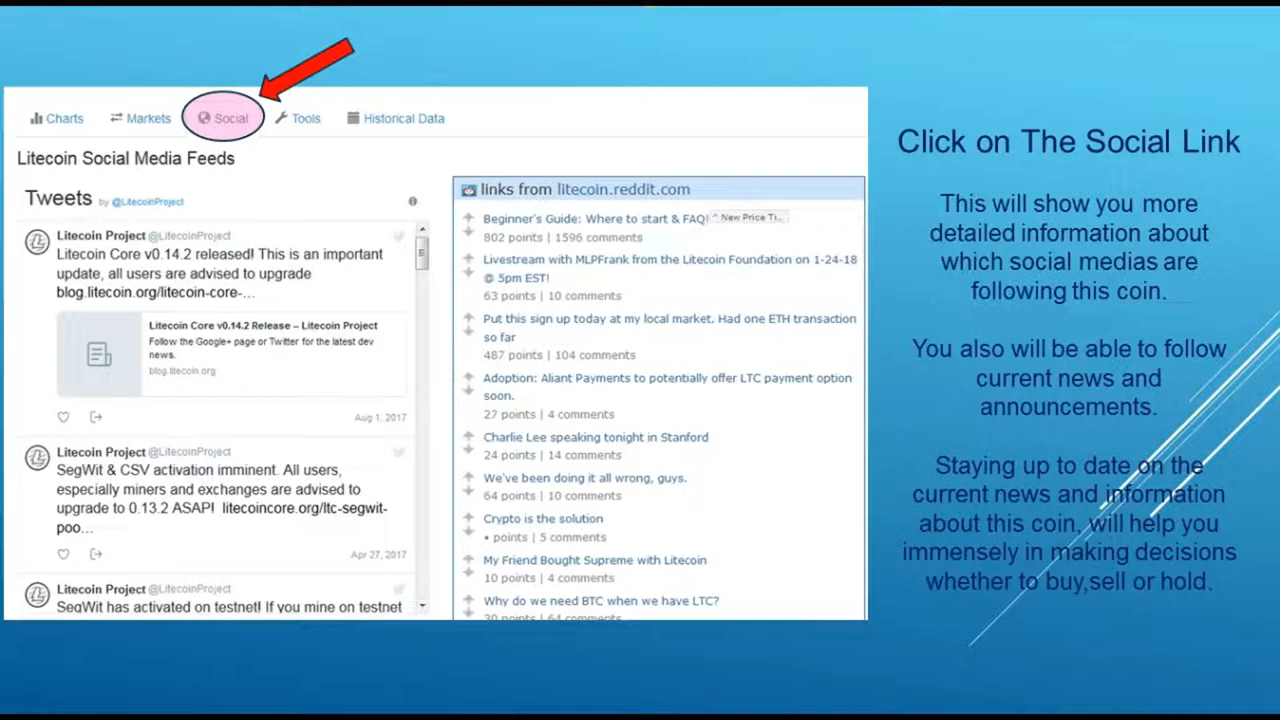 Charts Markets Social Tools Historical Data
Litecoin Social Media Feeds
Tweets by @LitecoinProject
Litecoin Project @LitecoinProject
Litecoin Core v0.14.2 released! This is an important
update, all users are advised to upgrade
blog.litecoin.org/litecoin-core-...
Litecoin Core v0.14.2 Release – Litecoin Project
Follow the Google+ page or Twitter for the latest dev
news.
blog.litecoin.org
Aug 1, 2017
Litecoin Project @LitecoinProject
SegWit & CSV activation imminent. All users,
especially miners and exchanges are advised to
upgrade to 0.13.2 ASAP! litecoincore.org/ltc-segwit-
poo...
Apr 27, 2017
Litecoin Project @LitecoinProject
SegWit has activated on testnet! If you mine on testnet
links from litecoin.reddit.com
Beginner's Guide: Where to start & FAQ! ^ New Price Ti...
802 points | 1596 comments
Livestream with MLPFrank from the Litecoin Foundation on 1-24-18
@ 5pm EST!
63 points | 10 comments
Put this sign up today at my local market. Had one ETH transaction
so far
487 points | 104 comments
Adoption: Aliant Payments to potentially offer LTC payment option
soon.
27 points | 4 comments
Charlie Lee speaking tonight in Stanford
24 points | 14 comments
We've been doing it all wrong, guys.
64 points | 10 comments
Crypto is the solution
• points | 5 comments
My Friend Bought Supreme with Litecoin
10 points | 4 comments
Why do we need BTC when we have LTC?
30 points | 64 comments
Click on The Social Link
This will show you more
detailed information about
which social medias are
following this coin.
You also will be able to follow
current news and
announcements.
Staying up to date on the
current news and information
about this coin, will help you
immensely in making decisions
whether to buy,sell or hold.